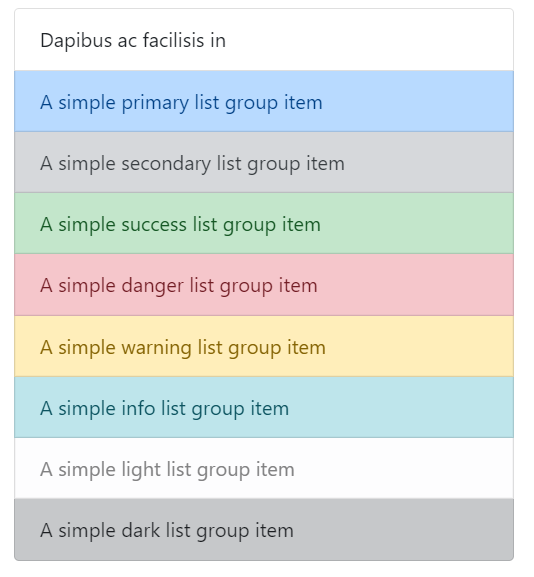 Dapibus ac facilisis in
A simple primary list group item
A simple secondary list group item
A simple success list group item
A simple danger list group item
A simple warning list group item
A simple info list group item
A simple light list group item
A simple dark list group item